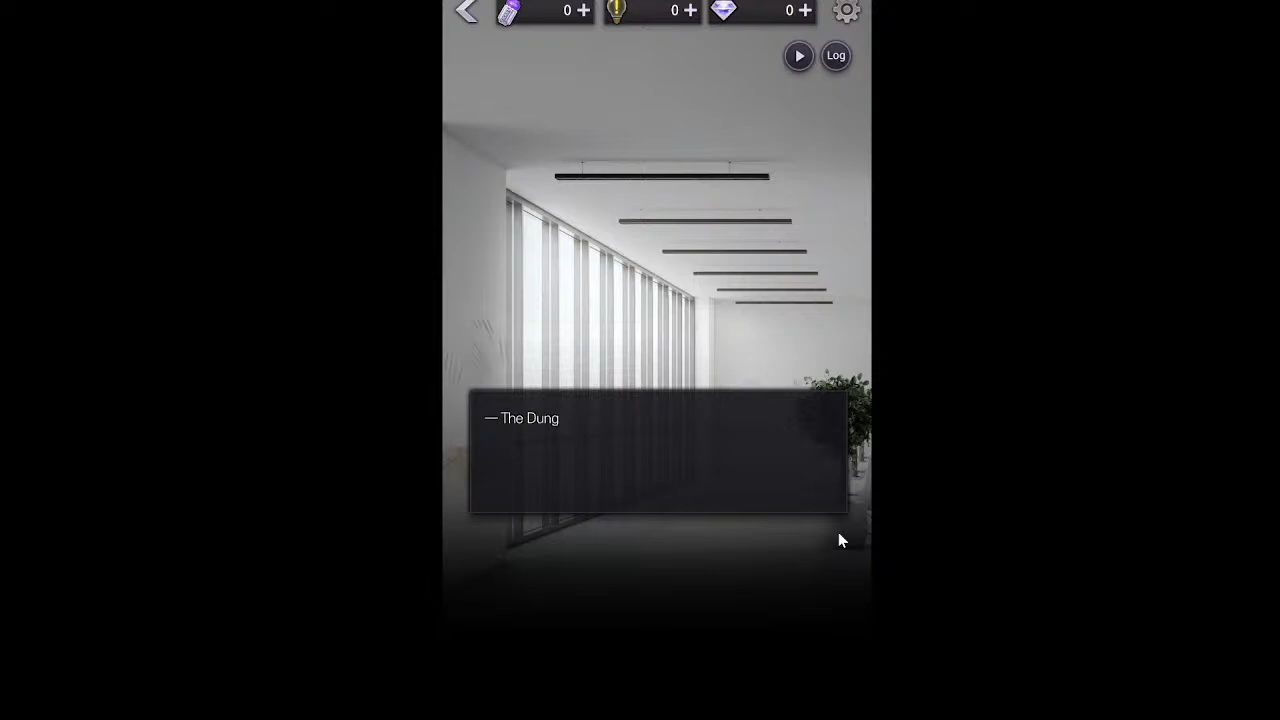 0 +
0 +
0 +
Log
— The Dung